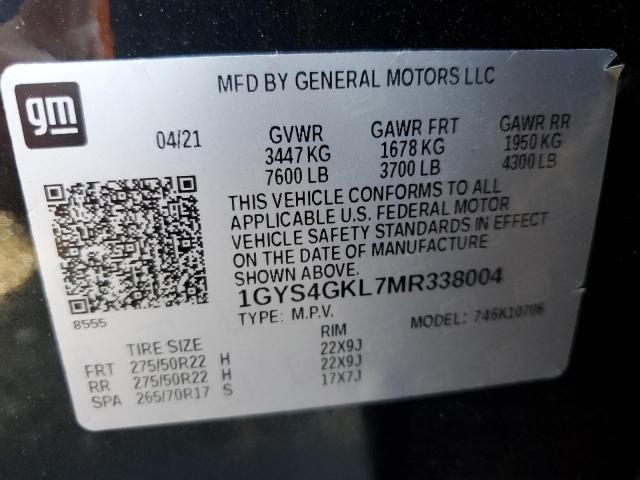 gm
MFD BY GENERAL MOTORS LLC
04/21 GVWR GAWR FRT GAWR RR
3447 KG 1678 KG 1950 KG
7600 LB 3700 LB 4300 LB
THIS VEHICLE CONFORMS TO ALL
APPLICABLE U.S. FEDERAL MOTOR
VEHICLE SAFETY STANDARDS IN EFFECT
ON THE DATE OF MANUFACTURE
SHOWN ABOVE.
1GYS4GKL7MR338004
8555
TYPE: M.P.V. MODEL: 746K10706
TIRE SIZE RIM
FRT 275/50R22 H 22X9J
RR 275/50R22 H 22X9J
SPA 265/70R17 S 17X7J